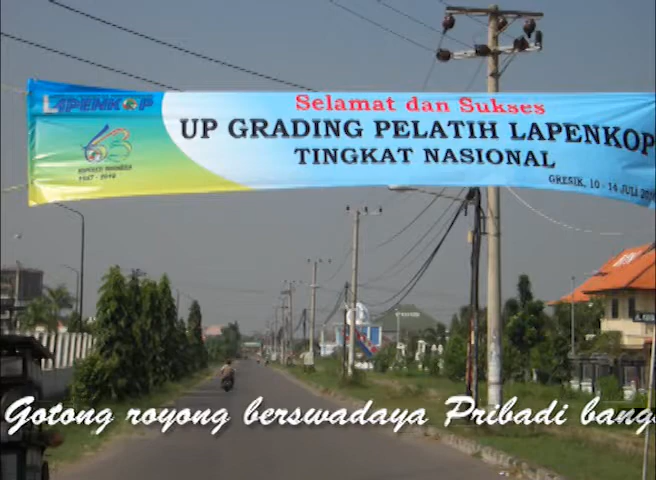 LAPENKOP
Selamat dan Sukses
UP GRADING PELATIH LAPENKOP
TINGKAT NASIONAL
GRESIK, 10 - 14 JULI
Gotong royong berswadaya Pribadi bang